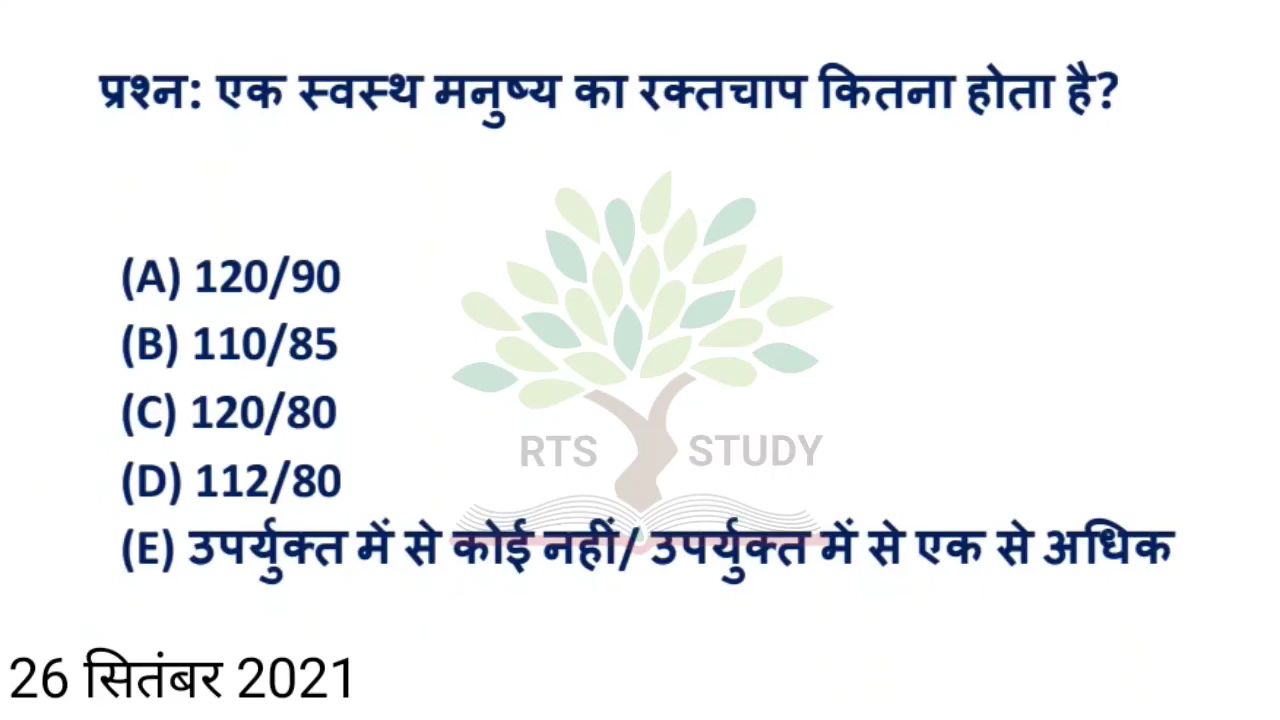 प्रश्न: एक स्वस्थ मनुष्य का रक्तचाप कितना होता है?
(A) 120/90
(B) 110/85
(C) 120/80
(D) 112/80
RTS STUDY
(E) उपर्युक्त में से कोई नहीं/ उपर्युक्त में से एक से अधिक
26 सितंबर 2021